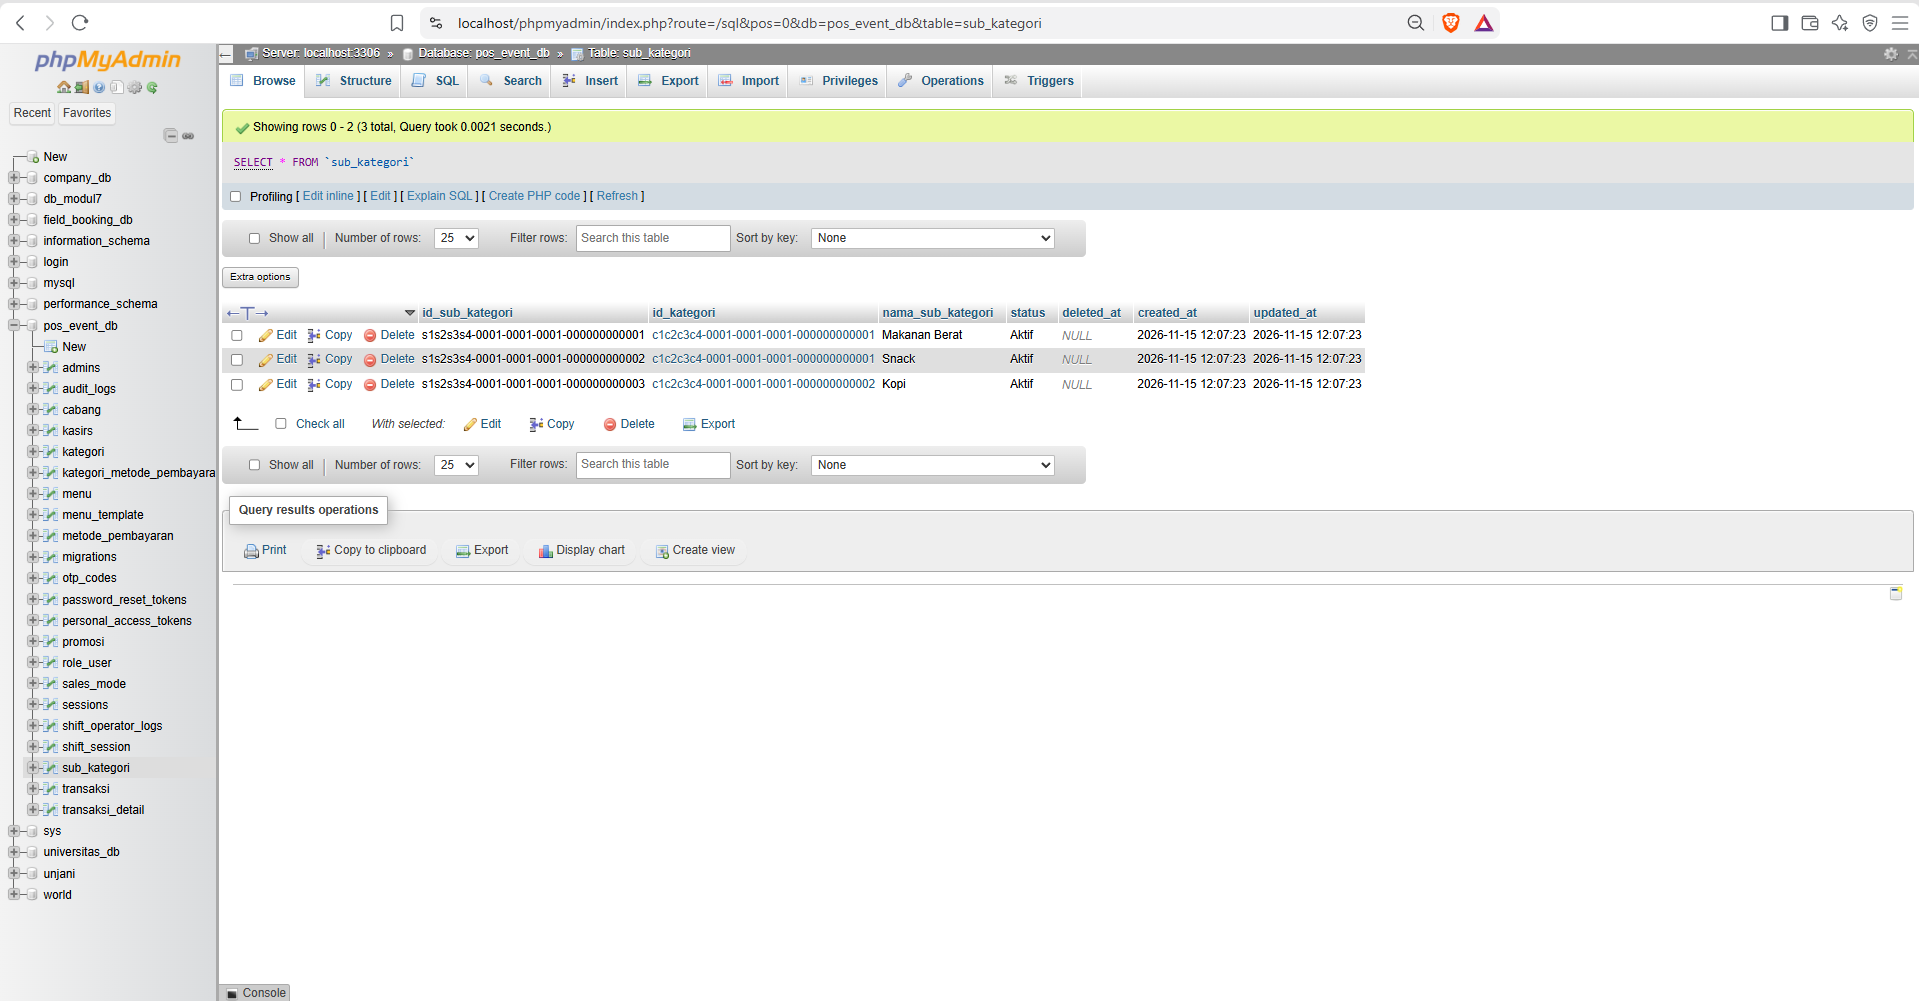 localhost/phpmyadmin/index.php?route=/sql&pos=0&db=pos_event_db&table=sub_kategori
phpMyAdmin
Recent Favorites
New
company_db
db_modul7
field_booking_db
information_schema
login
mysql
performance_schema
pos_event_db
New
admins
audit_logs
cabang
kasirs
kategori
kategori_metode_pembayara
menu
menu_template
metode_pembayaran
migrations
otp_codes
password_reset_tokens
personal_access_tokens
promosi
role_user
sales_mode
sessions
shift_operator_logs
shift_session
sub_kategori
transaksi
transaksi_detail
sys
universitas_db
unjani
world
Server: localhost:3306 » Database: pos_event_db » Table: sub_kategori
Browse Structure SQL Search Insert Export Import Privileges Operations Triggers
Showing rows 0 - 2 (3 total, Query took 0.0021 seconds.)
SELECT * FROM `sub_kategori`
Profiling [ Edit inline ] [ Edit ] [ Explain SQL ] [ Create PHP code ] [ Refresh ]
Show all | Number of rows: 25 Filter rows: Search this table Sort by key: None
Extra options
←T→ id_sub_kategori id_kategori nama_sub_kategori status deleted_at created_at updated_at
Edit Copy Delete s1s2s3s4-0001-0001-0001-000000000001 c1c2c3c4-0001-0001-0001-000000000001 Makanan Berat Aktif NULL 2026-11-15 12:07:23 2026-11-15 12:07:23
Edit Copy Delete s1s2s3s4-0001-0001-0001-000000000002 c1c2c3c4-0001-0001-0001-000000000001 Snack Aktif NULL 2026-11-15 12:07:23 2026-11-15 12:07:23
Edit Copy Delete s1s2s3s4-0001-0001-0001-000000000003 c1c2c3c4-0001-0001-0001-000000000002 Kopi Aktif NULL 2026-11-15 12:07:23 2026-11-15 12:07:23
Check all With selected: Edit Copy Delete Export
Show all | Number of rows: 25 Filter rows: Search this table Sort by key: None
Query results operations
Print Copy to clipboard Export Display chart Create view
Console